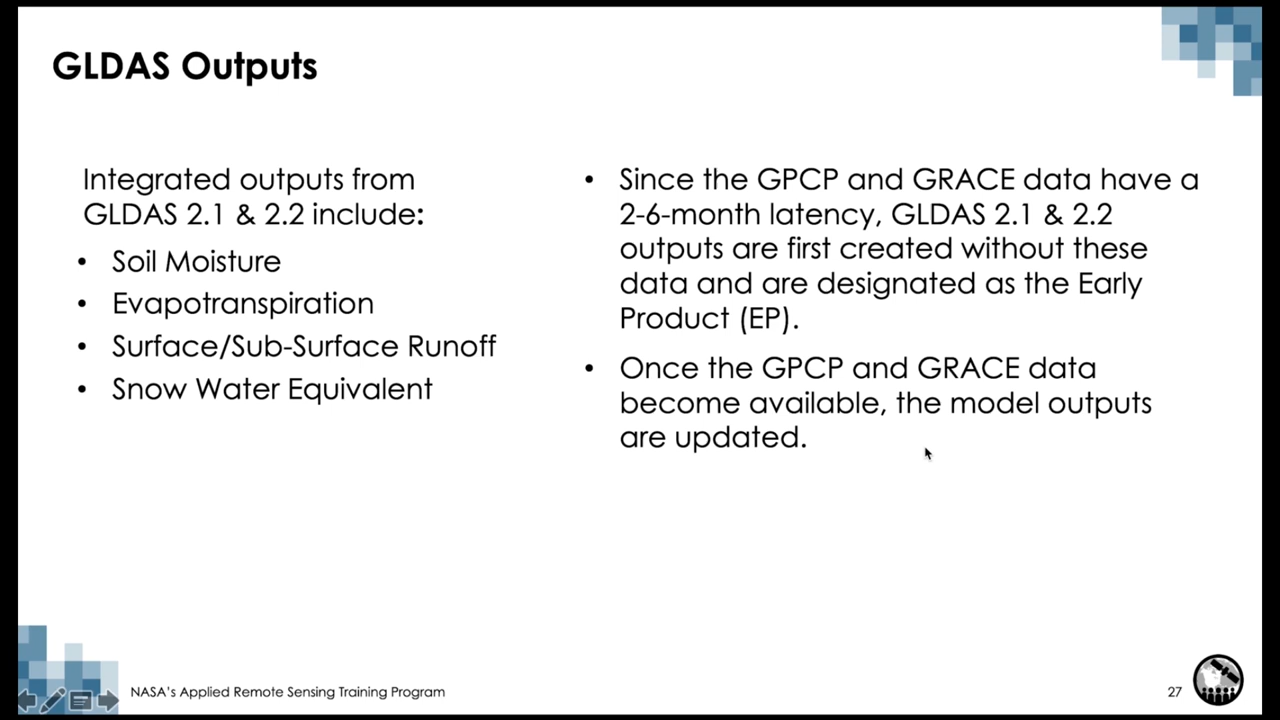 GLDAS Outputs
Integrated outputs from
GLDAS 2.1 & 2.2 include:
• Soil Moisture
• Evapotranspiration
• Surface/Sub-Surface Runoff
• Snow Water Equivalent
• Since the GPCP and GRACE data have a
2-6-month latency, GLDAS 2.1 & 2.2
outputs are first created without these
data and are designated as the Early
Product (EP).
• Once the GPCP and GRACE data
become available, the model outputs
are updated.
NASA's Applied Remote Sensing Training Program
27